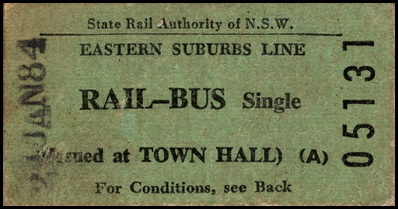 State Rail Authority of N.S.W.
EASTERN SUBURBS LINE
RAIL–BUS Single
(Issued at TOWN HALL) (A)
For Conditions, see Back
05131
JAN84